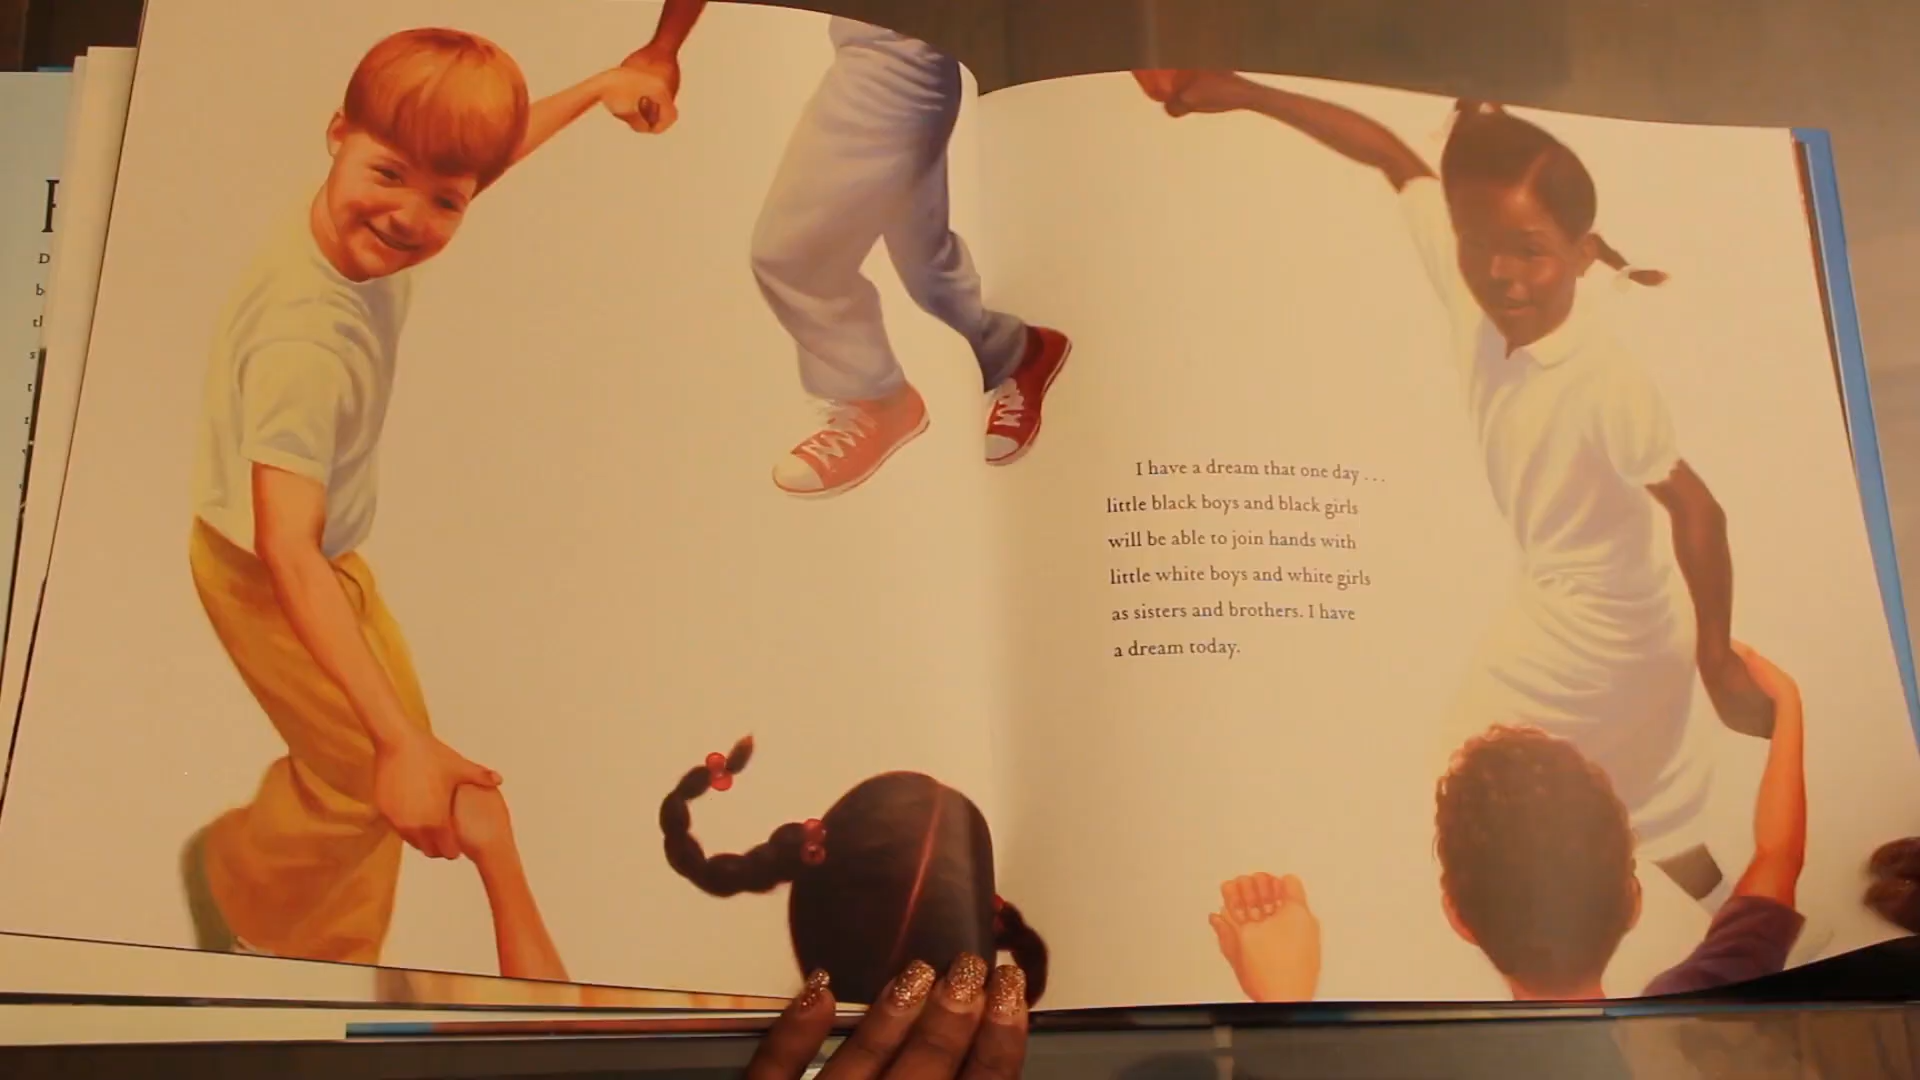 I have a dream that one day . . .
little black boys and black girls
will be able to join hands with
little white boys and white girls
as sisters and brothers. I have
a dream today.